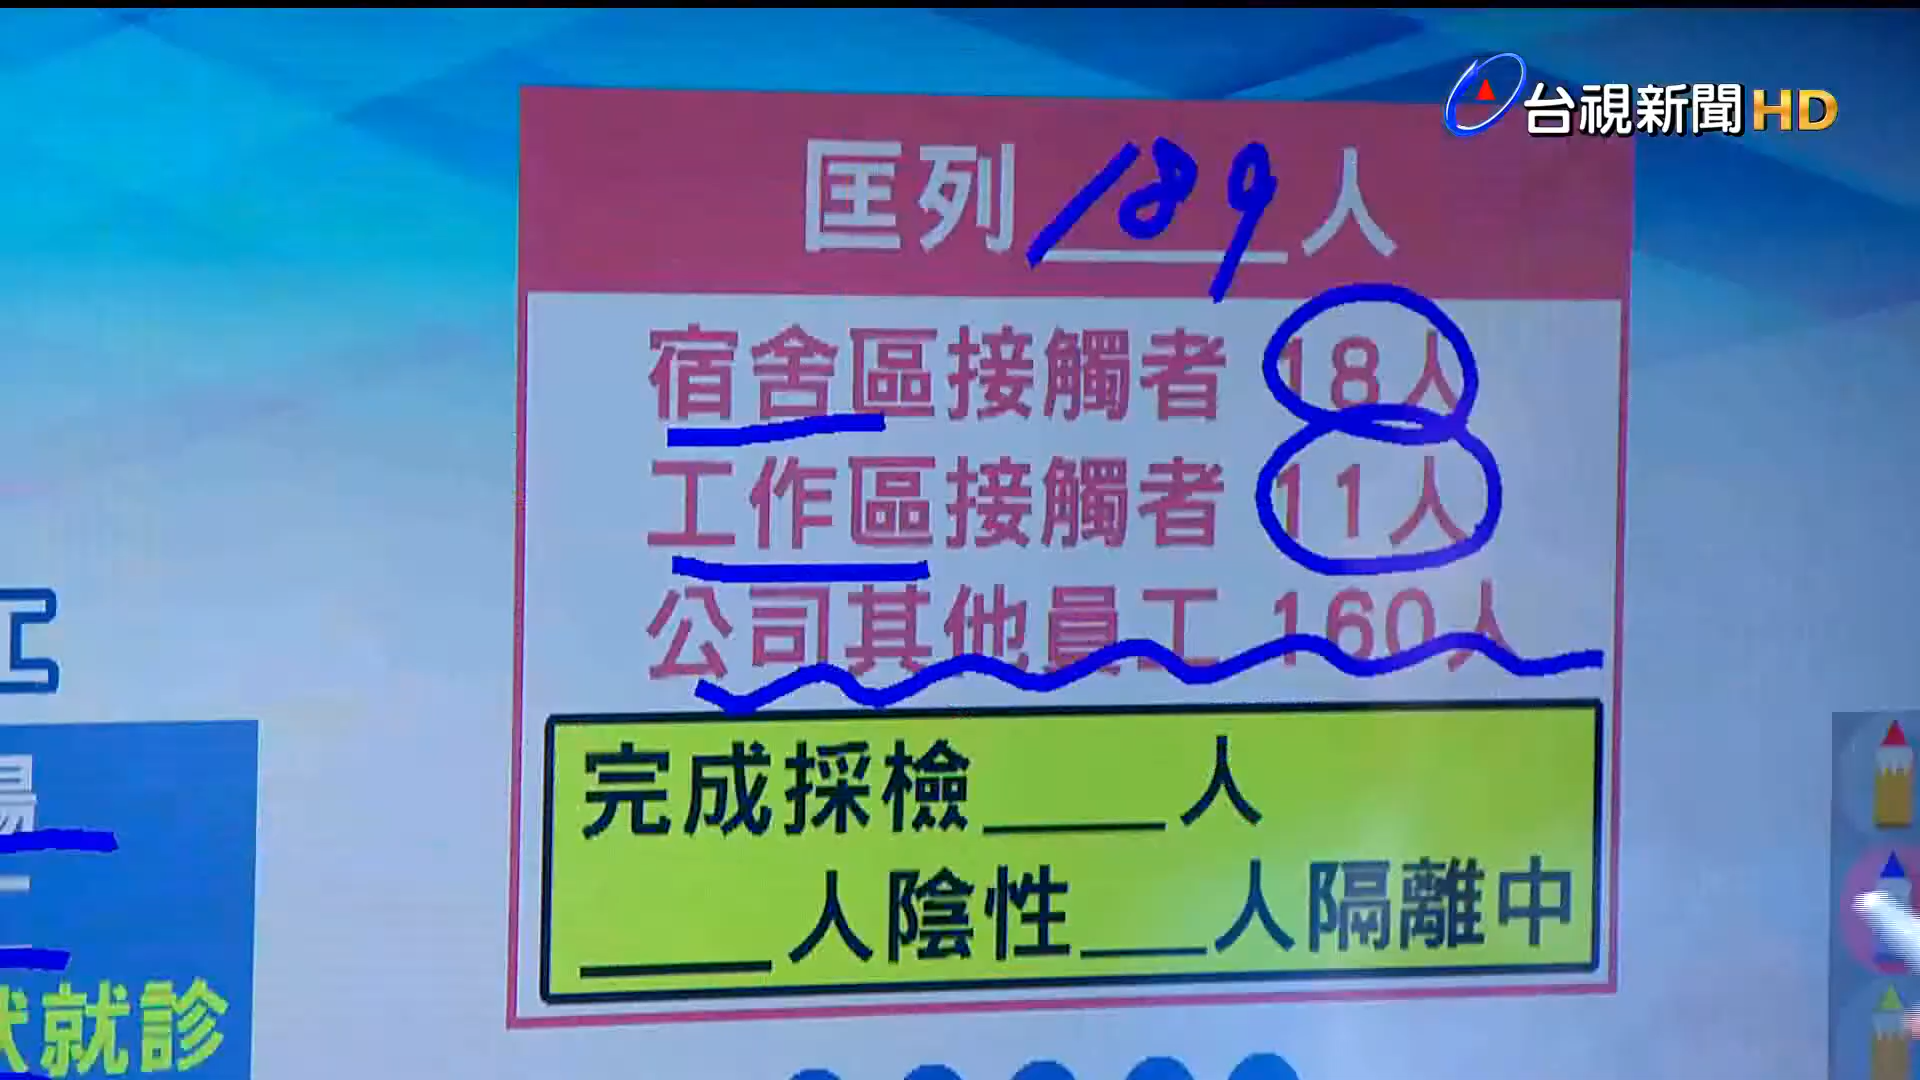 台視新聞HD
匡列189人
宿舍區接觸者 18人
工作區接觸者 11人
公司其他員工 160人
完成採檢___人
___人陰性___人隔離中
工
就診